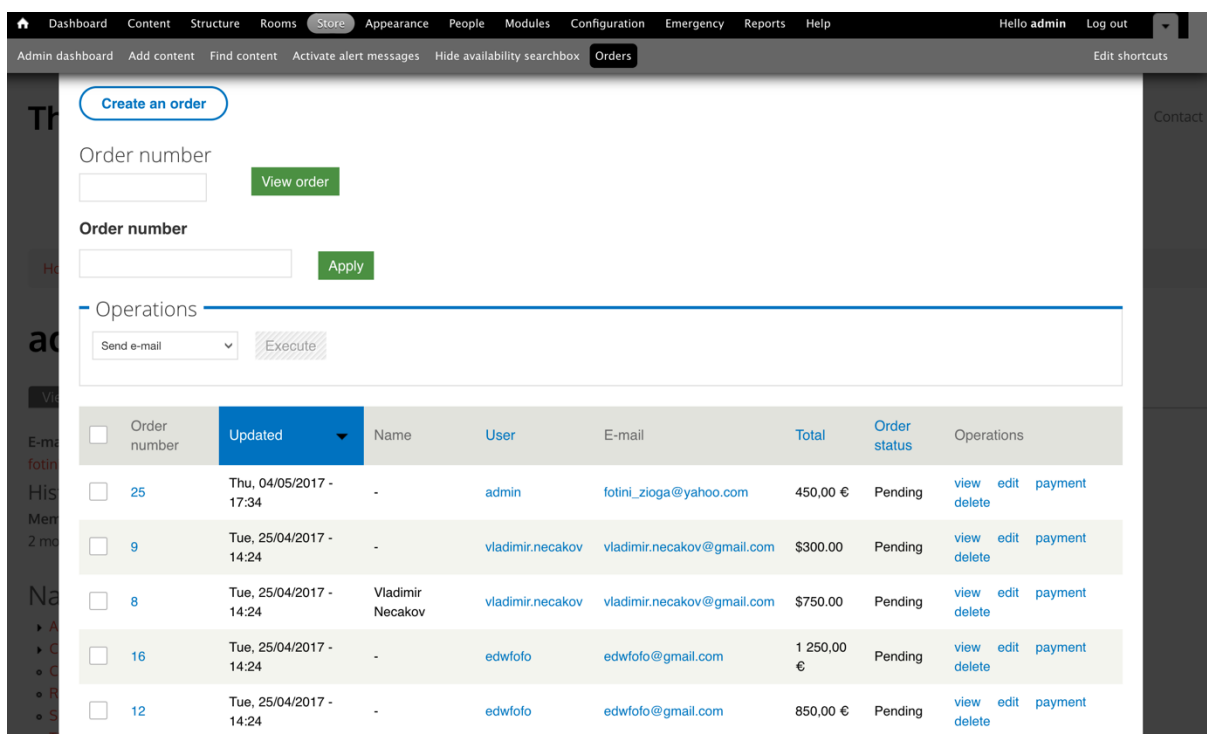 Dashboard Content Structure Rooms Store Appearance People Modules Configuration Emergency Reports Help Hello admin Log out
Admin dashboard Add content Find content Activate alert messages Hide availability searchbox Orders Edit shortcuts
Create an order
Contact
Order number
View order
Order number
Apply
Operations
Send e-mail Execute
Order number Updated Name User E-mail Total Order status Operations
25 Thu, 04/05/2017 - 17:34 - admin fotini_zioga@yahoo.com 450,00 € Pending view edit payment delete
9 Tue, 25/04/2017 - 14:24 - vladimir.necakov vladimir.necakov@gmail.com $300.00 Pending view edit payment delete
8 Tue, 25/04/2017 - 14:24 Vladimir Necakov vladimir.necakov vladimir.necakov@gmail.com $750.00 Pending view edit payment delete
16 Tue, 25/04/2017 - 14:24 - edwfofo edwfofo@gmail.com 1 250,00 € Pending view edit payment delete
12 Tue, 25/04/2017 - 14:24 - edwfofo edwfofo@gmail.com 850,00 € Pending view edit payment delete